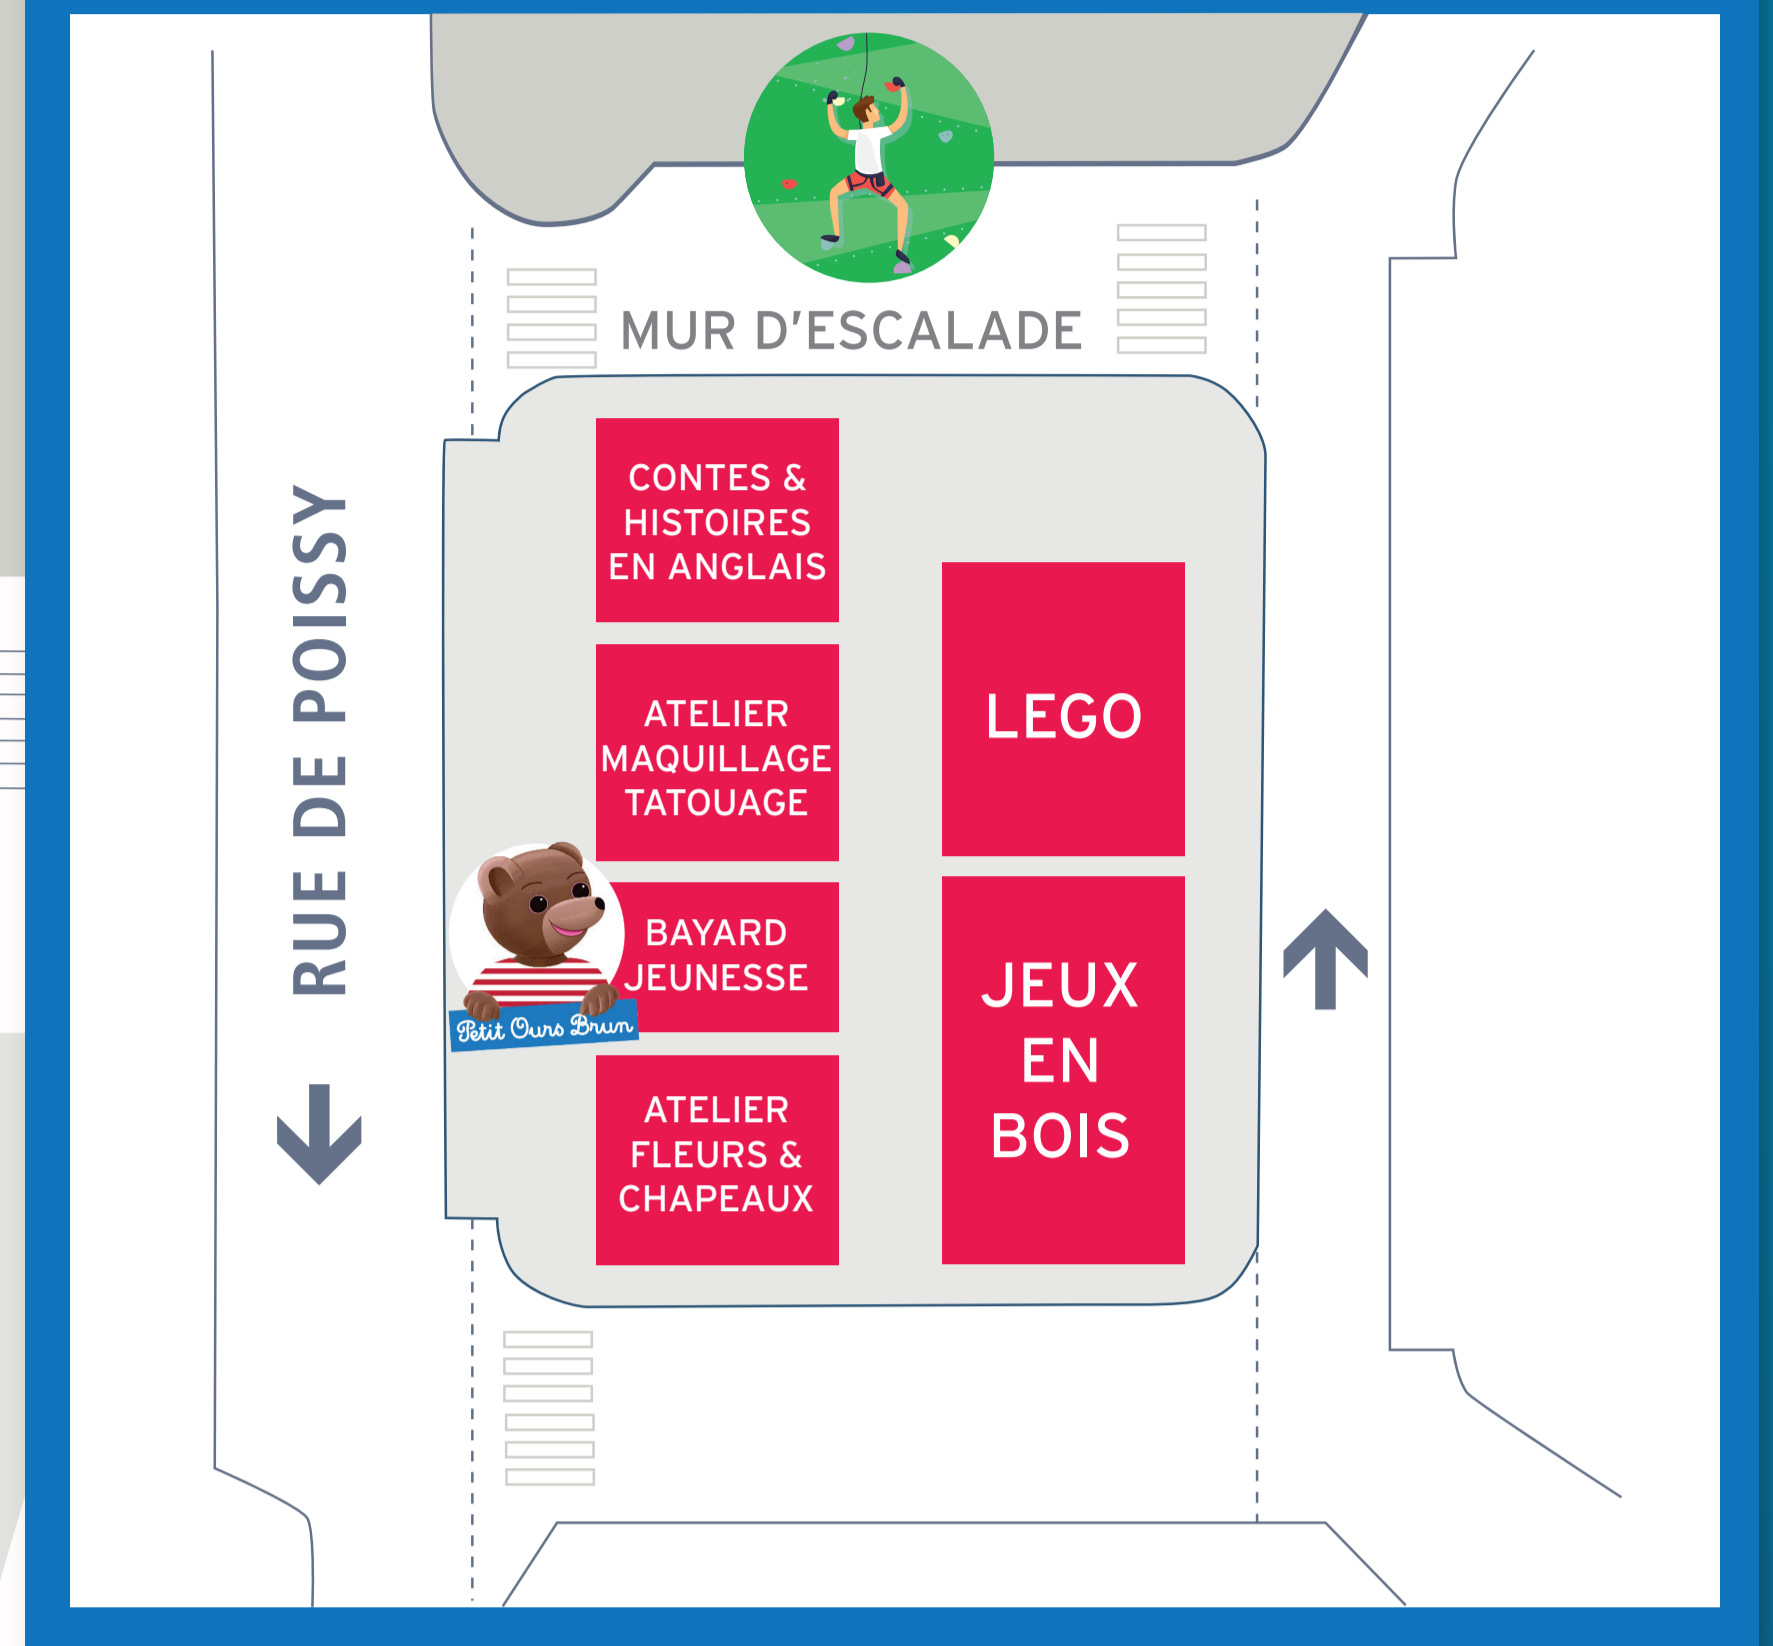 MUR D'ESCALADE
RUE DE POISSY
CONTES &
HISTOIRES
EN ANGLAIS
ATELIER
MAQUILLAGE
TATOUAGE
BAYARD
JEUNESSE
Petit Ours Brun
ATELIER
FLEURS &
CHAPEAUX
LEGO
JEUX
EN
BOIS